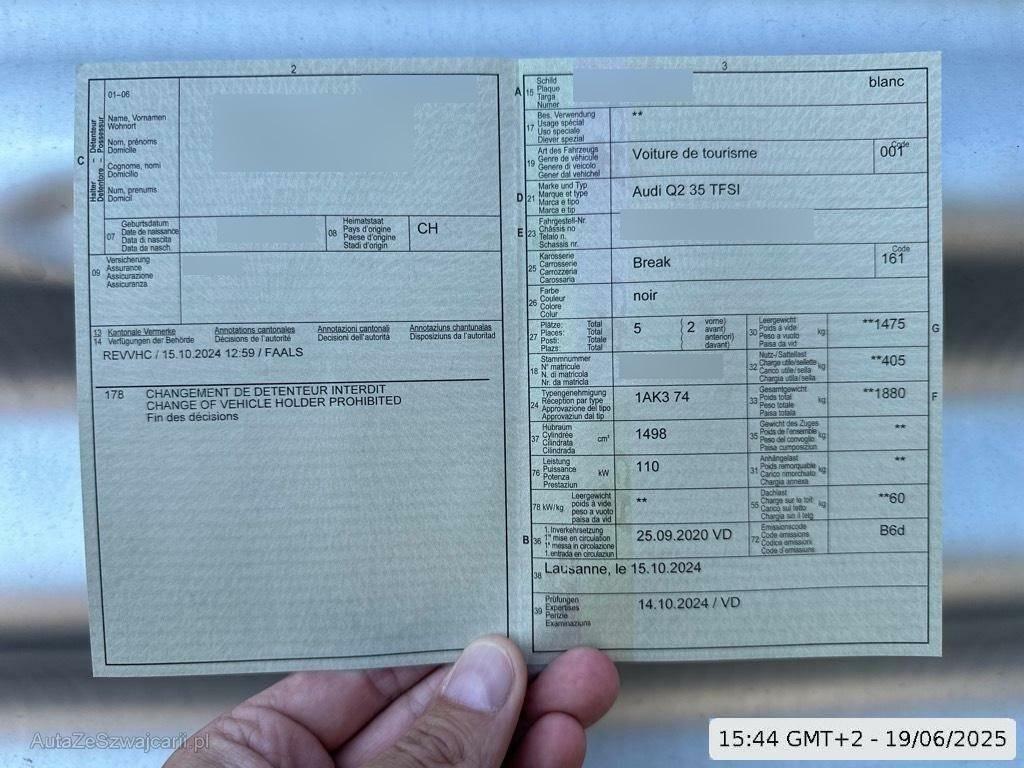 2
01–06
Name, Vornamen
Wohnort
Nom, prénoms
Domicile
Cognome, nomi
Domicilio
Num, prenums
Domicil
C
Halter – Détenteur
Detentore – Possessur
07
Geburtsdatum
Date de naissance
Data di nascita
Data da nasch.
08
Heimatstaat
Pays d'origine
Paese d'origine
Stadi d'origin
CH
09
Versicherung
Assurance
Assicurazione
Assicuranza
13 Kantonale Vermerke Annotations cantonales Annotazioni cantonali Annotaziuns chantunalas
14 Verfügungen der Behörde Décisions de l'autorité Decisioni dell'autorità Disposiziuns da l'autoritad
REVVHC / 15.10.2024 12:59 / FAALS
178 CHANGEMENT DE DETENTEUR INTERDIT
CHANGE OF VEHICLE HOLDER PROHIBITED
Fin des décisions
3
A 15
Schild
Plaque
Targa
Numer
blanc
17
Bes. Verwendung
Usage spécial
Uso speciale
Diever spezial
**
19
Art des Fahrzeugs
Genre de véhicule
Genere di veicolo
Gener dal vehichel
Voiture de tourisme
Code
001
D 21
Marke und Typ
Marque et type
Marca e tipo
Marca e tip
Audi Q2 35 TFSI
E 23
Fahrgestell-Nr.
Châssis no
Telaio n.
Schassis nr.
25
Karosserie
Carrosserie
Carrozzeria
Carossaria
Break
Code
161
26
Farbe
Couleur
Colore
Colur
noir
27
Plätze: Total
Places: Total
Posti: Totale
Plazs: Total
5 ( 2
vorne)
avant)
anteriori)
davant)
30
Leergewicht
Poids à vide
Peso a vuoto
Paisa da vid
kg
**1475
G
18
Stammnummer
N° matricule
N. di matricola
Nr. da matricla
32
Nutz-/Sattellast
Charge utile/sellette
Carico utile/sella
Chargia utila/sella
kg
**405
24
Typengenehmigung
Réception par type
Approvazione del tipo
Approvaziun dal tip
1AK3 74
33
Gesamtgewicht
Poids total
Peso totale
Paisa totala
kg
**1880
F
37
Hubraum
Cylindrée
Cilindrata
Cilindrada
cm³
1498
35
Gewicht des Zuges
Poids de l'ensemble
Peso del convoglio
Paisa cumposiziun
kg
**
76
Leistung
Puissance
Potenza
Prestaziun
kW
110
31
Anhängelast
Poids remorquable
Carico rimorchiato
Chargia annexa
kg
**
78 kW/kg
Leergewicht
poids à vide
peso a vuoto
paisa da vid
**
55
Dachlast
Charge sur le toit
Carico sul tetto
Chargia sin il tetg
kg
**60
B 36
1. Inverkehrsetzung
1re mise en circulation
1a messa in circolazione
1. entrada en circulaziun
25.09.2020 VD
72
Emissionscode
Code émissions
Codice emissioni
Code d'emissiuns
B6d
38
Lausanne, le 15.10.2024
39
Prüfungen
Expertises
Perizie
Examinaziuns
14.10.2024 / VD
AutaZeSzwajcarii.pl
15:44 GMT+2 - 19/06/2025